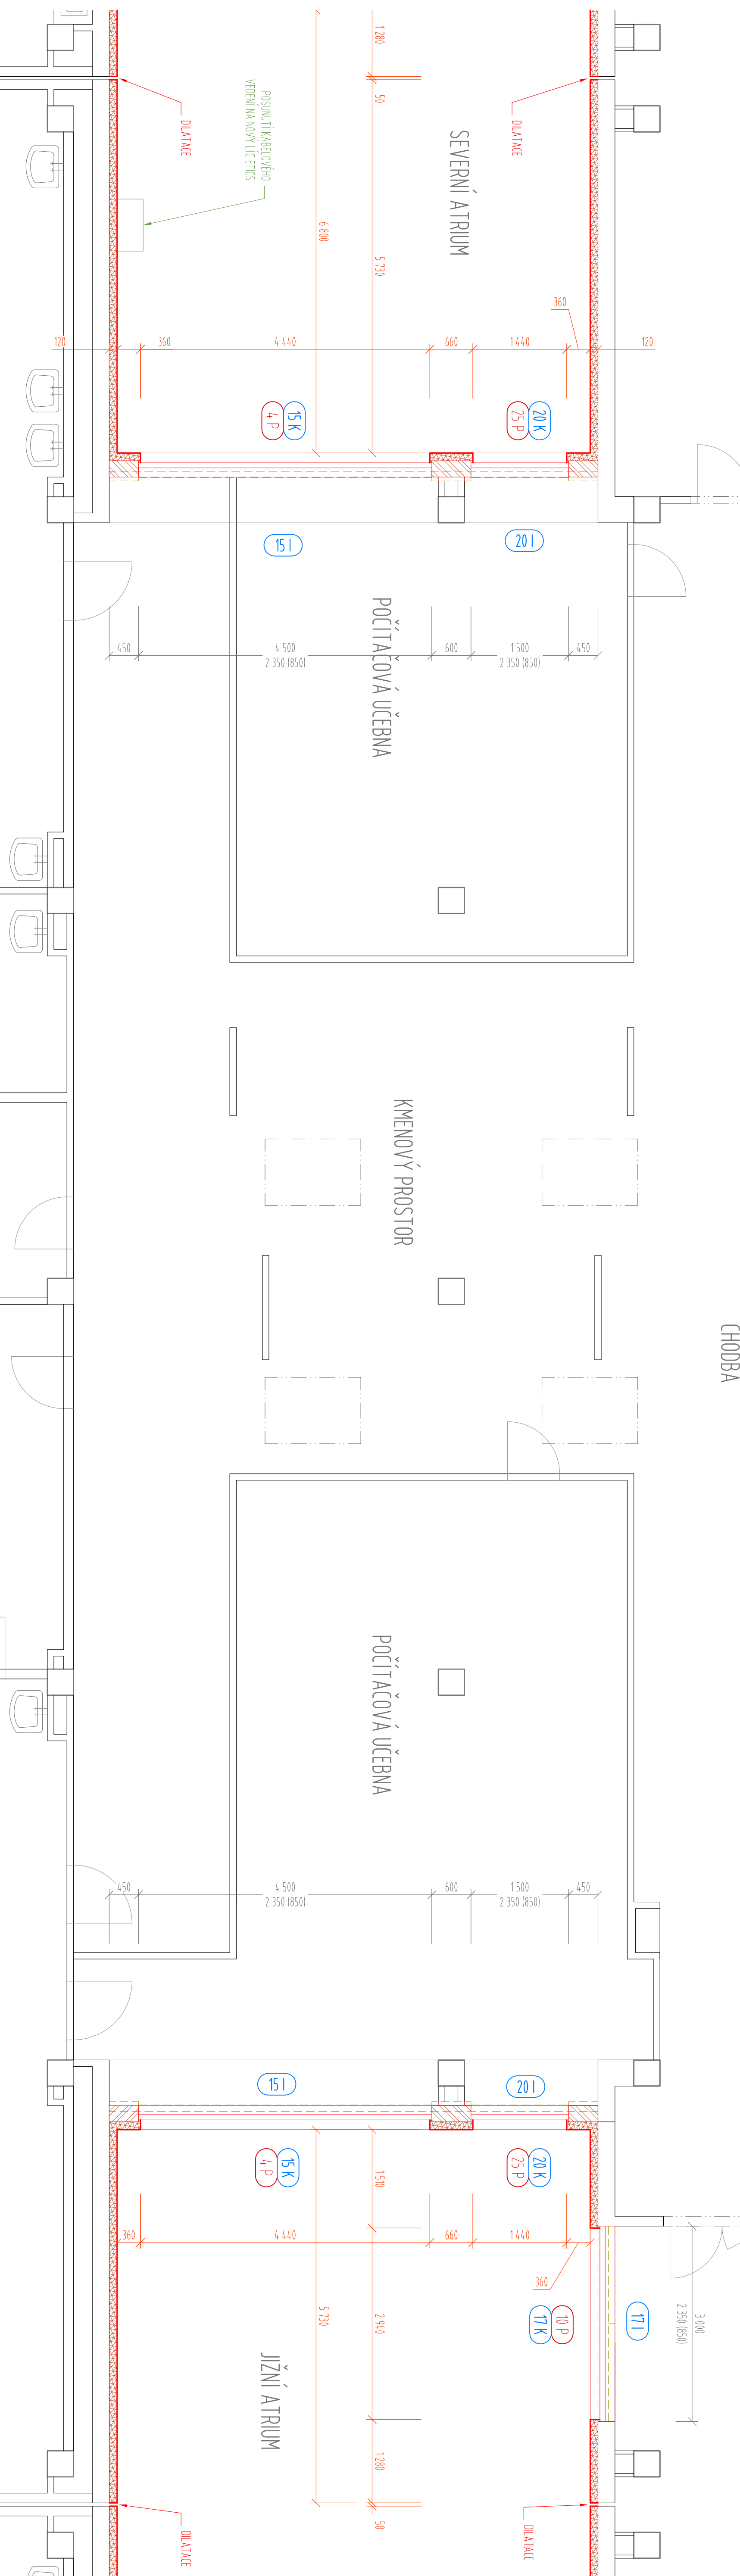 1 280
50
DILATACE
DILATACE
POSUNUTÍ KABELOVÉHO
VEDENÍ NA NOVÝ LÍC ETICS
SEVERNÍ ATRIUM
6 800
5 730
360
120
360
4 440
660
1 440
120
15 K
4 P
20 K
25 P
15 I
20 I
POČÍTAČOVÁ UČEBNA
450
4 500
2 350 (850)
600
1 500
2 350 (850)
450
KMENOVÝ PROSTOR
CHODBA
POČÍTAČOVÁ UČEBNA
450
4 500
2 350 (850)
600
1 500
2 350 (850)
450
15 I
20 I
15 K
4 P
20 K
25 P
1 510
360
4 440
660
1 440
360
3 000
2 350 (850)
17 I
10 P
17 K
5 730
2 940
JIŽNÍ ATRIUM
1 280
50
DILATACE
DILATACE